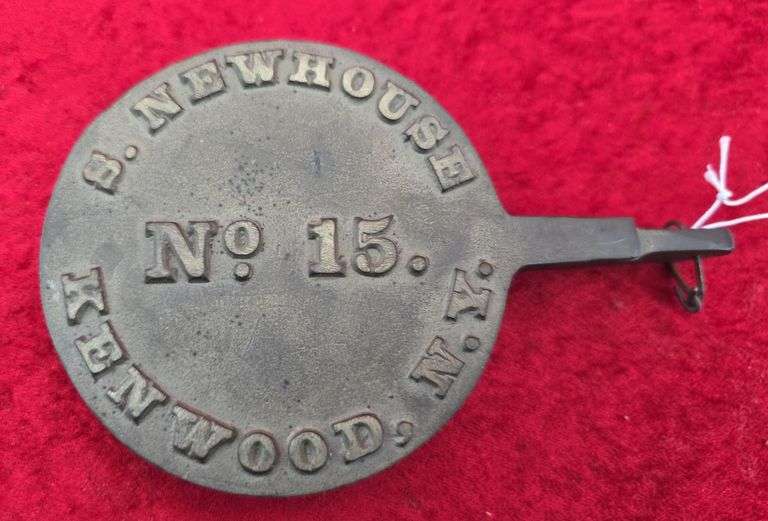 S. NEWHOUSE
No 15.
KENWOOD, N.Y.